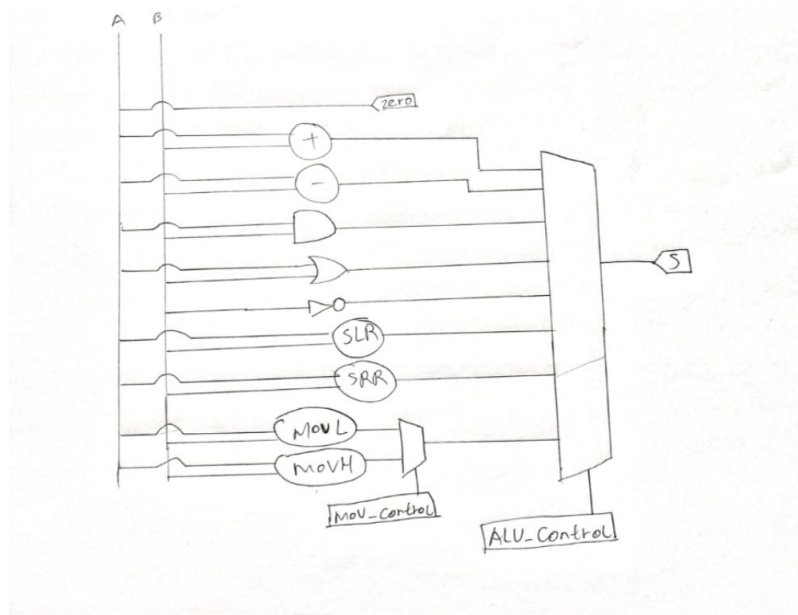 A B
zero
+
-
S
SLR
SRR
MOVL
MOVH
MOV_Control
ALU_Control